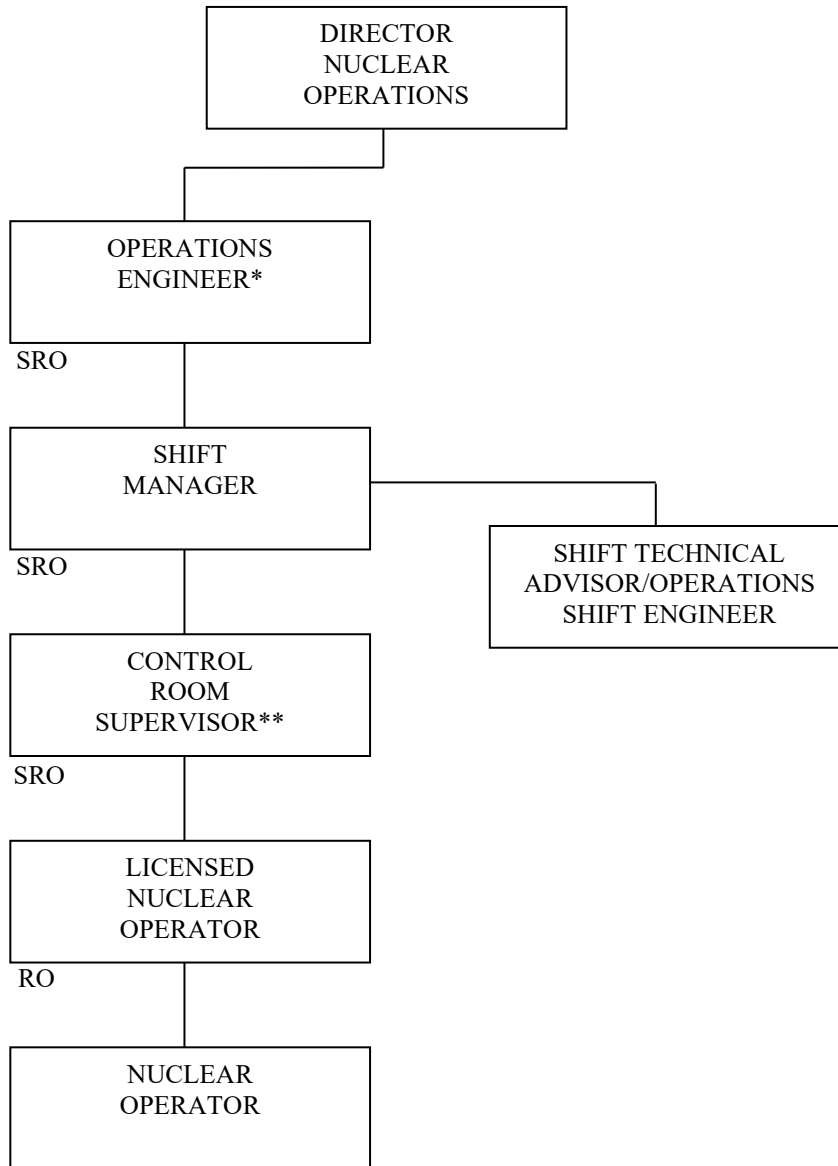 DIRECTOR
NUCLEAR
OPERATIONS
OPERATIONS
ENGINEER*
SRO
SHIFT
MANAGER
SRO
SHIFT TECHNICAL
ADVISOR/OPERATIONS
SHIFT ENGINEER
CONTROL
ROOM
SUPERVISOR**
SRO
LICENSED
NUCLEAR
OPERATOR
RO
NUCLEAR
OPERATOR